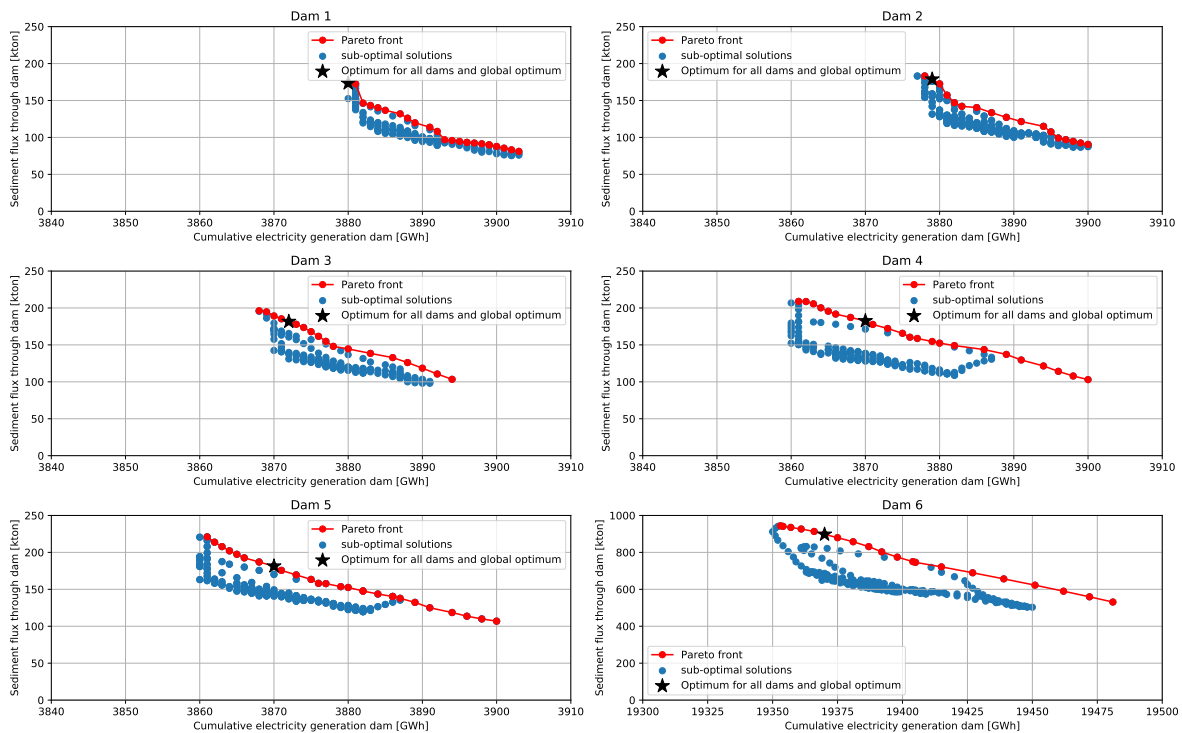 Dam 1
250
200
150
100
50
0
Sediment flux through dam [kton]
Pareto front
sub-optimal solutions
Optimum for all dams and global optimum
3840 3850 3860 3870 3880 3890 3900 3910
Cumulative electricity generation dam [GWh]
Dam 2
250
200
150
100
50
0
Sediment flux through dam [kton]
Pareto front
sub-optimal solutions
Optimum for all dams and global optimum
3840 3850 3860 3870 3880 3890 3900 3910
Cumulative electricity generation dam [GWh]
Dam 3
250
200
150
100
50
0
Sediment flux through dam [kton]
Pareto front
sub-optimal solutions
Optimum for all dams and global optimum
3840 3850 3860 3870 3880 3890 3900 3910
Cumulative electricity generation dam [GWh]
Dam 4
250
200
150
100
50
0
Sediment flux through dam [kton]
Pareto front
sub-optimal solutions
Optimum for all dams and global optimum
3840 3850 3860 3870 3880 3890 3900 3910
Cumulative electricity generation dam [GWh]
Dam 5
250
200
150
100
50
0
Sediment flux through dam [kton]
Pareto front
sub-optimal solutions
Optimum for all dams and global optimum
3840 3850 3860 3870 3880 3890 3900 3910
Cumulative electricity generation dam [GWh]
Dam 6
1000
800
600
400
200
0
Sediment flux through dam [kton]
Pareto front
sub-optimal solutions
Optimum for all dams and global optimum
19300 19325 19350 19375 19400 19425 19450 19475 19500
Cumulative electricity generation dam [GWh]